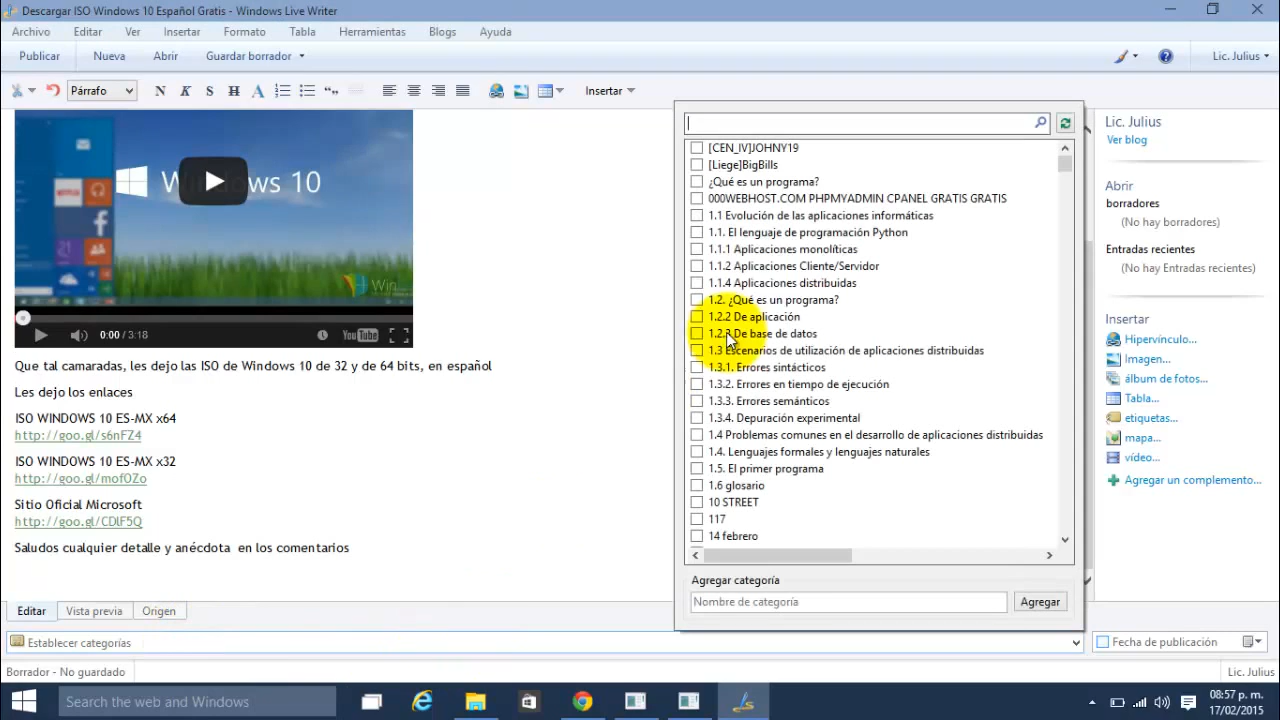 Descargar ISO Windows 10 Español Gratis - Windows Live Writer
Archivo Editar Ver Insertar Formato Tabla Herramientas Blogs Ayuda
Publicar Nueva Abrir Guardar borrador Lic. Julius
Párrafo N K S H A Insertar
Windows 10
Win
0:00 / 3:18 YouTube
Que tal camaradas, les dejo las ISO de Windows 10 de 32 y de 64 bits, en español
Les dejo los enlaces
ISO WINDOWS 10 ES-MX x64
http://goo.gl/s6nFZ4
ISO WINDOWS 10 ES-MX x32
http://goo.gl/mofOZo
Sitio Oficial Microsoft
http://goo.gl/CDlF5Q
Saludos cualquier detalle y anécdota en los comentarios
[CEN_IV]JOHNY19
[Liege]BigBills
¿Qué es un programa?
000WEBHOST.COM PHPMYADMIN CPANEL GRATIS GRATIS
1.1 Evolución de las aplicaciones informáticas
1.1. El lenguaje de programación Python
1.1.1 Aplicaciones monolíticas
1.1.2 Aplicaciones Cliente/Servidor
1.1.4 Aplicaciones distribuidas
1.2. ¿Qué es un programa?
1.2.2 De aplicación
1.2.3 De base de datos
1.3 Escenarios de utilización de aplicaciones distribuidas
1.3.1. Errores sintácticos
1.3.2. Errores en tiempo de ejecución
1.3.3. Errores semánticos
1.3.4. Depuración experimental
1.4 Problemas comunes en el desarrollo de aplicaciones distribuidas
1.4. Lenguajes formales y lenguajes naturales
1.5. El primer programa
1.6 glosario
10 STREET
117
14 febrero
Agregar categoría
Nombre de categoría Agregar
Lic. Julius
Ver blog
Abrir
borradores
(No hay borradores)
Entradas recientes
(No hay Entradas recientes)
Insertar
Hipervínculo...
Imagen...
álbum de fotos...
Tabla...
etiquetas...
mapa...
vídeo...
Agregar un complemento...
Editar Vista previa Origen
Establecer categorías Fecha de publicación
Borrador - No guardado Lic. Julius
Search the web and Windows 08:57 p. m.
17/02/2015